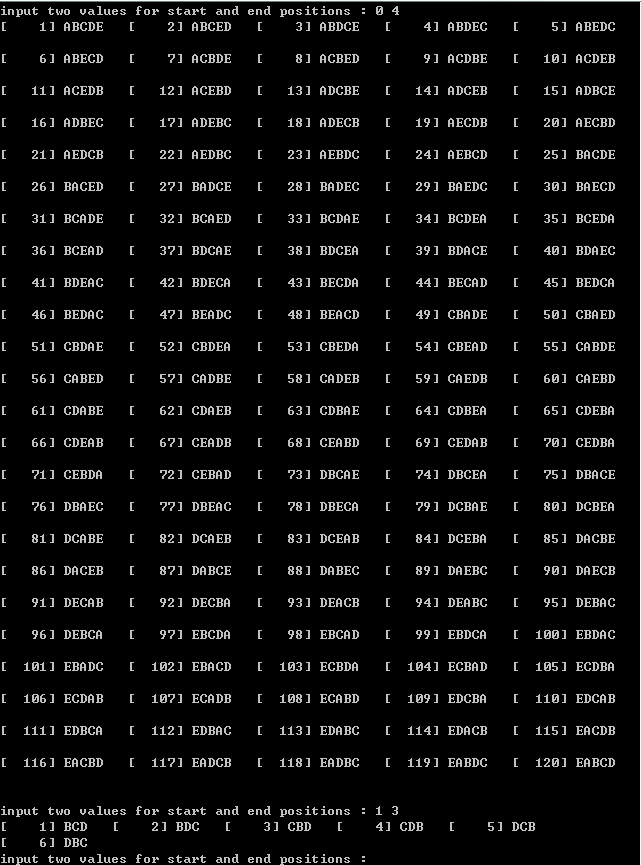 input two values for start and end positions : 0 4
[    1] ABCDE   [    2] ABCED   [    3] ABDCE   [    4] ABDEC   [    5] ABEDC
[    6] ABECD   [    7] ACBDE   [    8] ACBED   [    9] ACDBE   [   10] ACDEB
[   11] ACEDB   [   12] ACEBD   [   13] ADCBE   [   14] ADCEB   [   15] ADBCE
[   16] ADBEC   [   17] ADEBC   [   18] ADECB   [   19] AECDB   [   20] AECBD
[   21] AEDCB   [   22] AEDBC   [   23] AEBDC   [   24] AEBCD   [   25] BACDE
[   26] BACED   [   27] BADCE   [   28] BADEC   [   29] BAEDC   [   30] BAECD
[   31] BCADE   [   32] BCAED   [   33] BCDAE   [   34] BCDEA   [   35] BCEDA
[   36] BCEAD   [   37] BDCAE   [   38] BDCEA   [   39] BDACE   [   40] BDAEC
[   41] BDEAC   [   42] BDECA   [   43] BECDA   [   44] BECAD   [   45] BEDCA
[   46] BEDAC   [   47] BEADC   [   48] BEACD   [   49] CBADE   [   50] CBAED
[   51] CBDAE   [   52] CBDEA   [   53] CBEDA   [   54] CBEAD   [   55] CABDE
[   56] CABED   [   57] CADBE   [   58] CADEB   [   59] CAEDB   [   60] CAEBD
[   61] CDABE   [   62] CDAEB   [   63] CDBAE   [   64] CDBEA   [   65] CDEBA
[   66] CDEAB   [   67] CEADB   [   68] CEABD   [   69] CEDAB   [   70] CEDBA
[   71] CEBDA   [   72] CEBAD   [   73] DBCAE   [   74] DBCEA   [   75] DBACE
[   76] DBAEC   [   77] DBEAC   [   78] DBECA   [   79] DCBAE   [   80] DCBEA
[   81] DCABE   [   82] DCAEB   [   83] DCEAB   [   84] DCEBA   [   85] DACBE
[   86] DACEB   [   87] DABCE   [   88] DABEC   [   89] DAEBC   [   90] DAECB
[   91] DECAB   [   92] DECBA   [   93] DEACB   [   94] DEABC   [   95] DEBAC
[   96] DEBCA   [   97] EBCDA   [   98] EBCAD   [   99] EBDCA   [  100] EBDAC
[  101] EBADC   [  102] EBACD   [  103] ECBDA   [  104] ECBAD   [  105] ECDBA
[  106] ECDAB   [  107] ECADB   [  108] ECABD   [  109] EDCBA   [  110] EDCAB
[  111] EDBCA   [  112] EDBAC   [  113] EDABC   [  114] EDACB   [  115] EACDB
[  116] EACBD   [  117] EADCB   [  118] EADBC   [  119] EABDC   [  120] EABCD
input two values for start and end positions : 1 3
[    1] BCD   [    2] BDC   [    3] CBD   [    4] CDB   [    5] DCB
[    6] DBC
input two values for start and end positions :